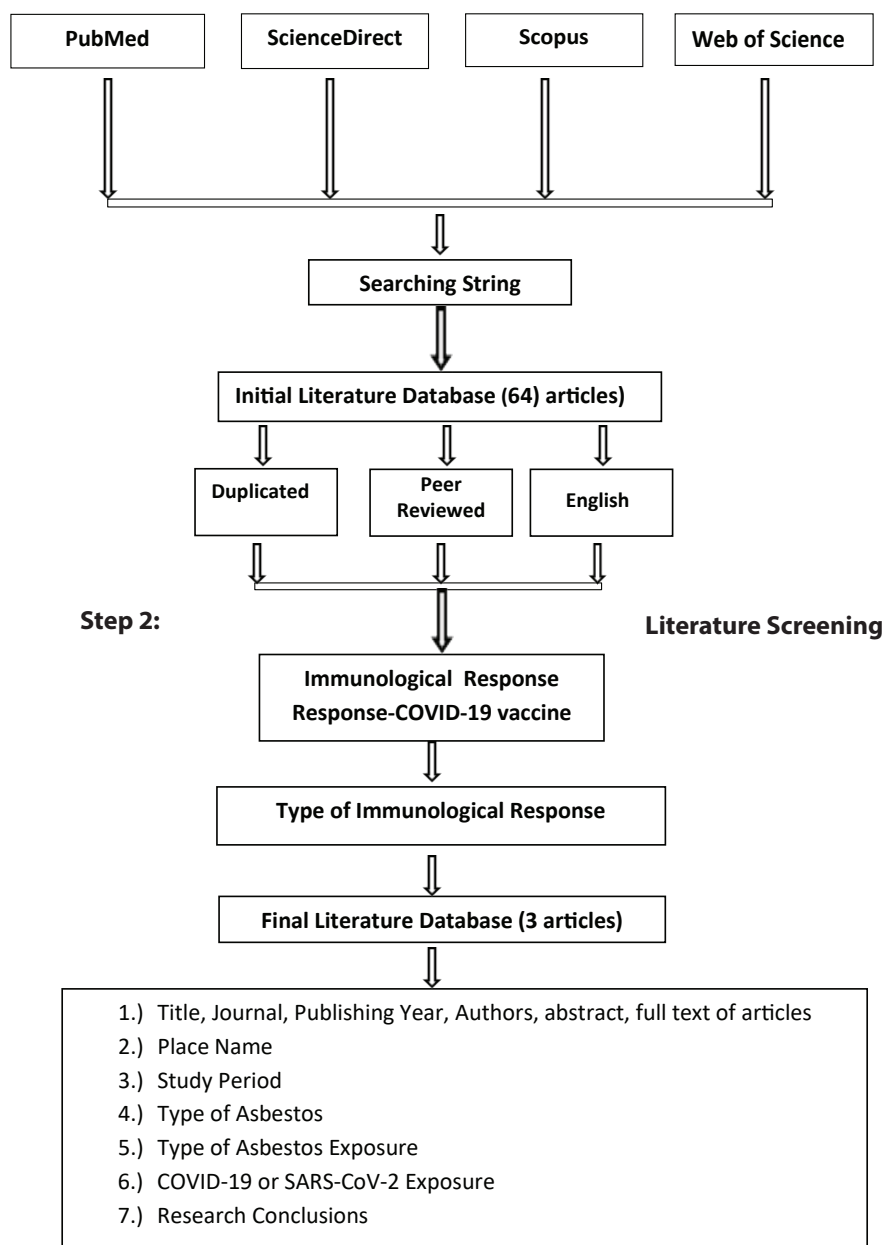 PubMed
ScienceDirect
Scopus
Web of Science
Searching String
Initial Literature Database (64) articles)
Duplicated
Peer
Reviewed
English
Step 2:
Literature Screening
Immunological Response
Response-COVID-19 vaccine
Type of Immunological Response
Final Literature Database (3 articles)
1.) Title, Journal, Publishing Year, Authors, abstract, full text of articles
2.) Place Name
3.) Study Period
4.) Type of Asbestos
5.) Type of Asbestos Exposure
6.) COVID-19 or SARS-CoV-2 Exposure
7.) Research Conclusions